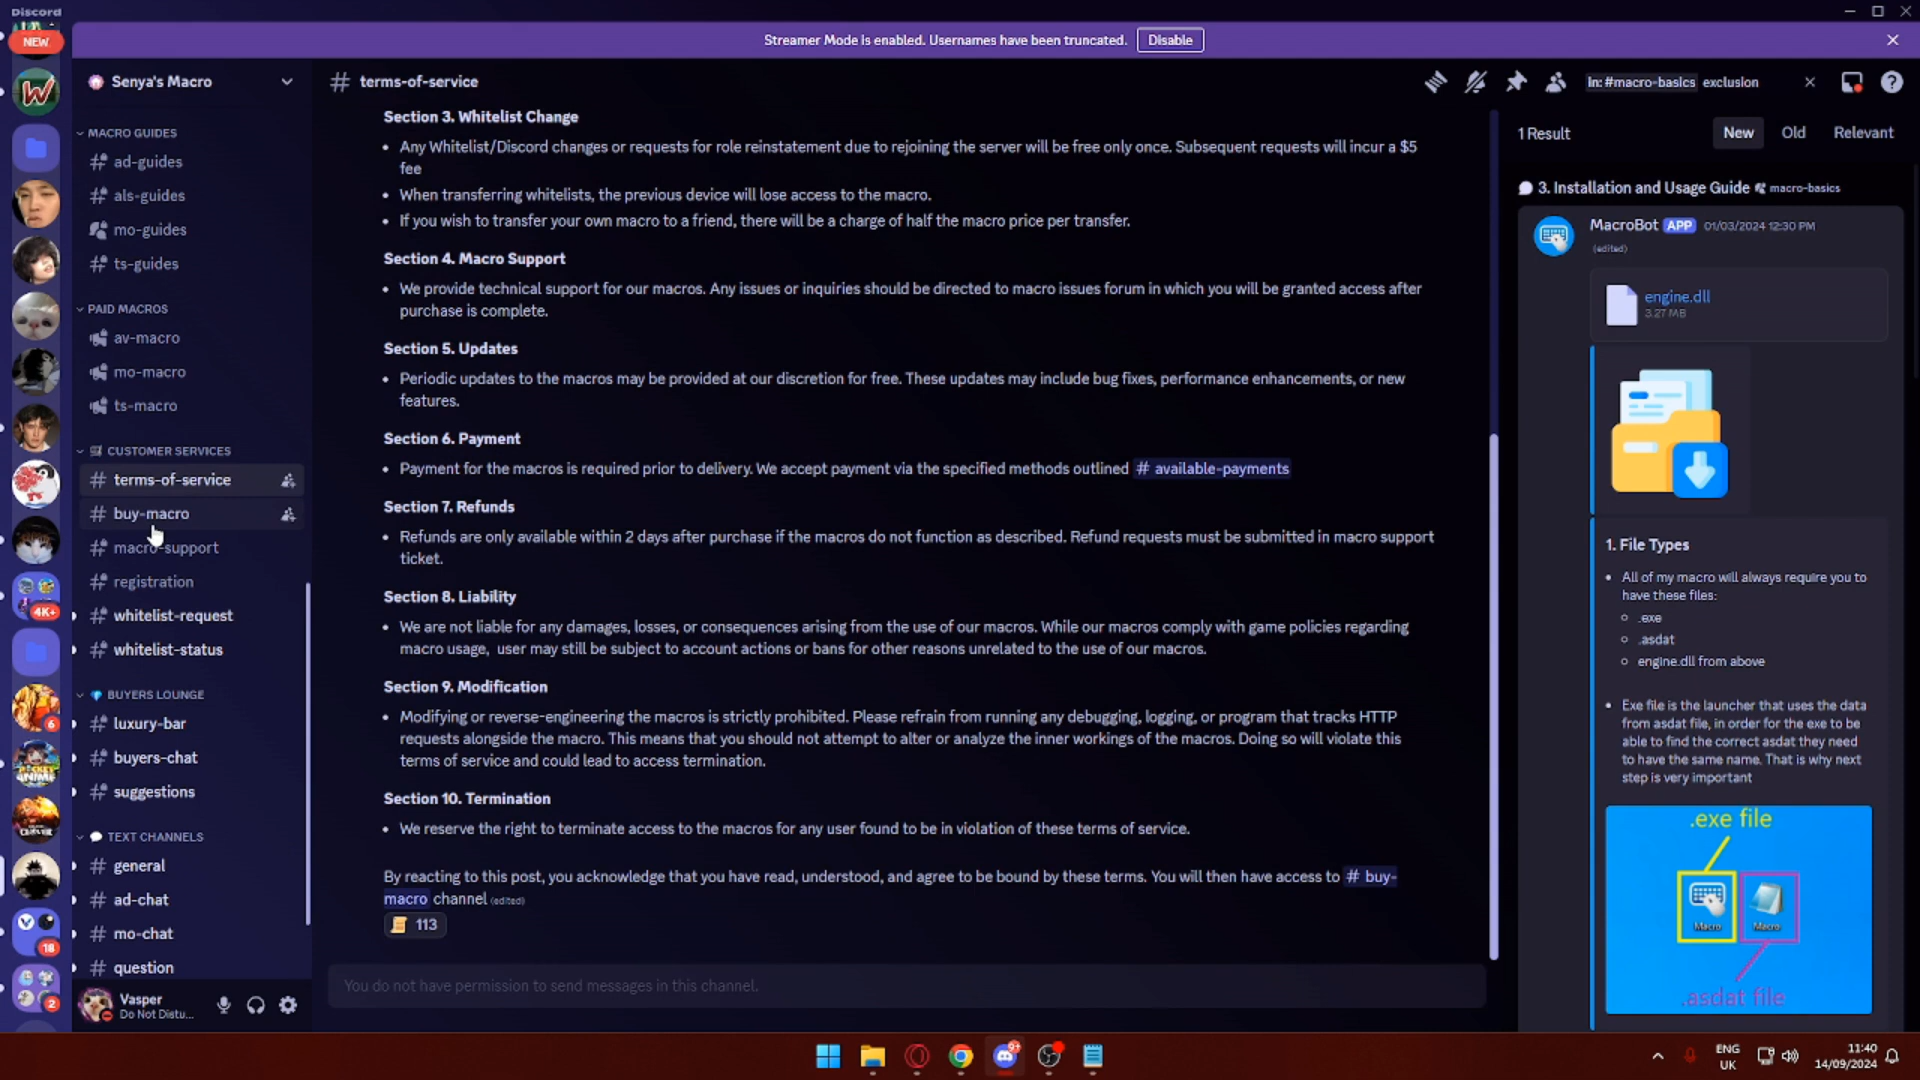 Discord
NEW
Streamer Mode is enabled. Usernames have been truncated.
Disable
Senya's Macro
MACRO GUIDES
ad-guides
als-guides
mo-guides
ts-guides
PAID MACROS
av-macro
mo-macro
ts-macro
CUSTOMER SERVICES
terms-of-service
buy-macro
macro-support
registration
whitelist-request
whitelist-status
BUYERS LOUNGE
luxury-bar
buyers-chat
suggestions
TEXT CHANNELS
general
ad-chat
mo-chat
question
4K+
6
18
2
Vasper
Do Not Distu...
# terms-of-service
Section 3. Whitelist Change
• Any Whitelist/Discord changes or requests for role reinstatement due to rejoining the server will be free only once. Subsequent requests will incur a $5
fee
• When transferring whitelists, the previous device will lose access to the macro.
• If you wish to transfer your own macro to a friend, there will be a charge of half the macro price per transfer.
Section 4. Macro Support
• We provide technical support for our macros. Any issues or inquiries should be directed to macro issues forum in which you will be granted access after
purchase is complete.
Section 5. Updates
• Periodic updates to the macros may be provided at our discretion for free. These updates may include bug fixes, performance enhancements, or new
features.
Section 6. Payment
• Payment for the macros is required prior to delivery. We accept payment via the specified methods outlined # available-payments
Section 7. Refunds
• Refunds are only available within 2 days after purchase if the macros do not function as described. Refund requests must be submitted in macro support
ticket.
Section 8. Liability
• We are not liable for any damages, losses, or consequences arising from the use of our macros. While our macros comply with game policies regarding
macro usage, user may still be subject to account actions or bans for other reasons unrelated to the use of our macros.
Section 9. Modification
• Modifying or reverse-engineering the macros is strictly prohibited. Please refrain from running any debugging, logging, or program that tracks HTTP
requests alongside the macro. This means that you should not attempt to alter or analyze the inner workings of the macros. Doing so will violate this
terms of service and could lead to access termination.
Section 10. Termination
• We reserve the right to terminate access to the macros for any user found to be in violation of these terms of service.
By reacting to this post, you acknowledge that you have read, understood, and agree to be bound by these terms. You will then have access to # buy-
macro channel (edited)
113
You do not have permission to send messages in this channel.
In: #macro-basics exclusion
1 Result
New
Old
Relevant
3. Installation and Usage Guide macro-basics
MacroBot APP 01/03/2024 12:30 PM
(edited)
engine.dll
3.27 MB
1. File Types
• All of my macro will always require you to
have these files:
.exe
.asdat
engine.dll from above
• Exe file is the launcher that uses the data
from asdat file, in order for the exe to be
able to find the correct asdat they need
to have the same name. That is why next
step is very important
.exe file
Macro
Macro
.asdat file
9+
ENG
UK
11:40
14/09/2024